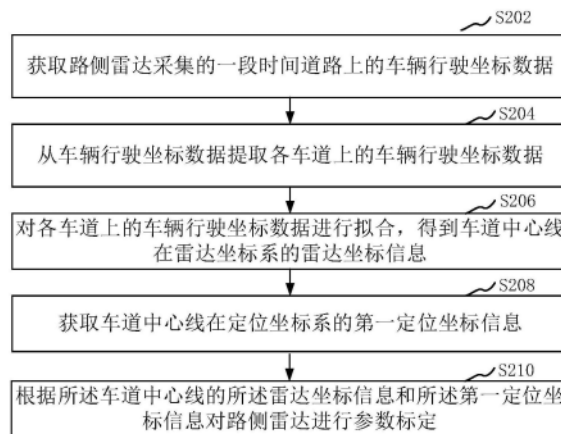 S202
获取路侧雷达采集的一段时间道路上的车辆行驶坐标数据
S204
从车辆行驶坐标数据提取各车道上的车辆行驶坐标数据
S206
对各车道上的车辆行驶坐标数据进行拟合，得到车道中心线
在雷达坐标系的雷达坐标信息
S208
获取车道中心线在定位坐标系的第一定位坐标信息
S210
根据所述车道中心线的所述雷达坐标信息和所述第一定位坐
标信息对路侧雷达进行参数标定